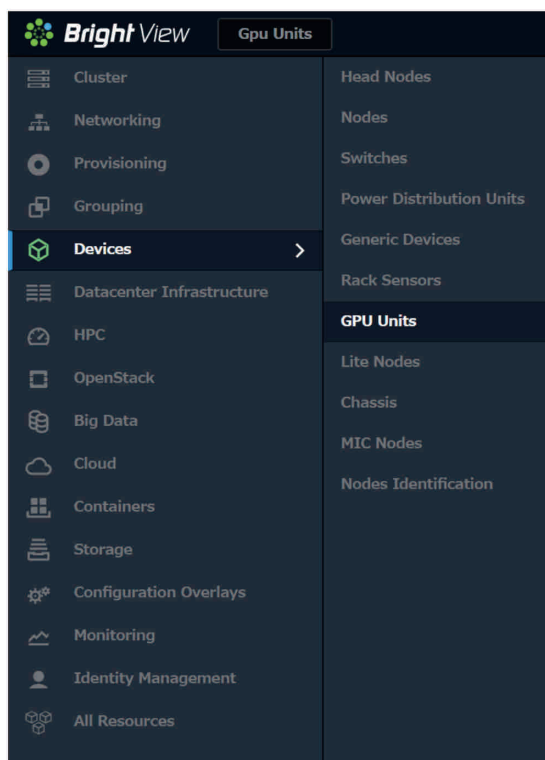 Bright View
Gpu Units
Cluster
Networking
Provisioning
Grouping
Devices
Datacenter Infrastructure
HPC
OpenStack
Big Data
Cloud
Containers
Storage
Configuration Overlays
Monitoring
Identity Management
All Resources
Head Nodes
Nodes
Switches
Power Distribution Units
Generic Devices
Rack Sensors
GPU Units
Lite Nodes
Chassis
MIC Nodes
Nodes Identification